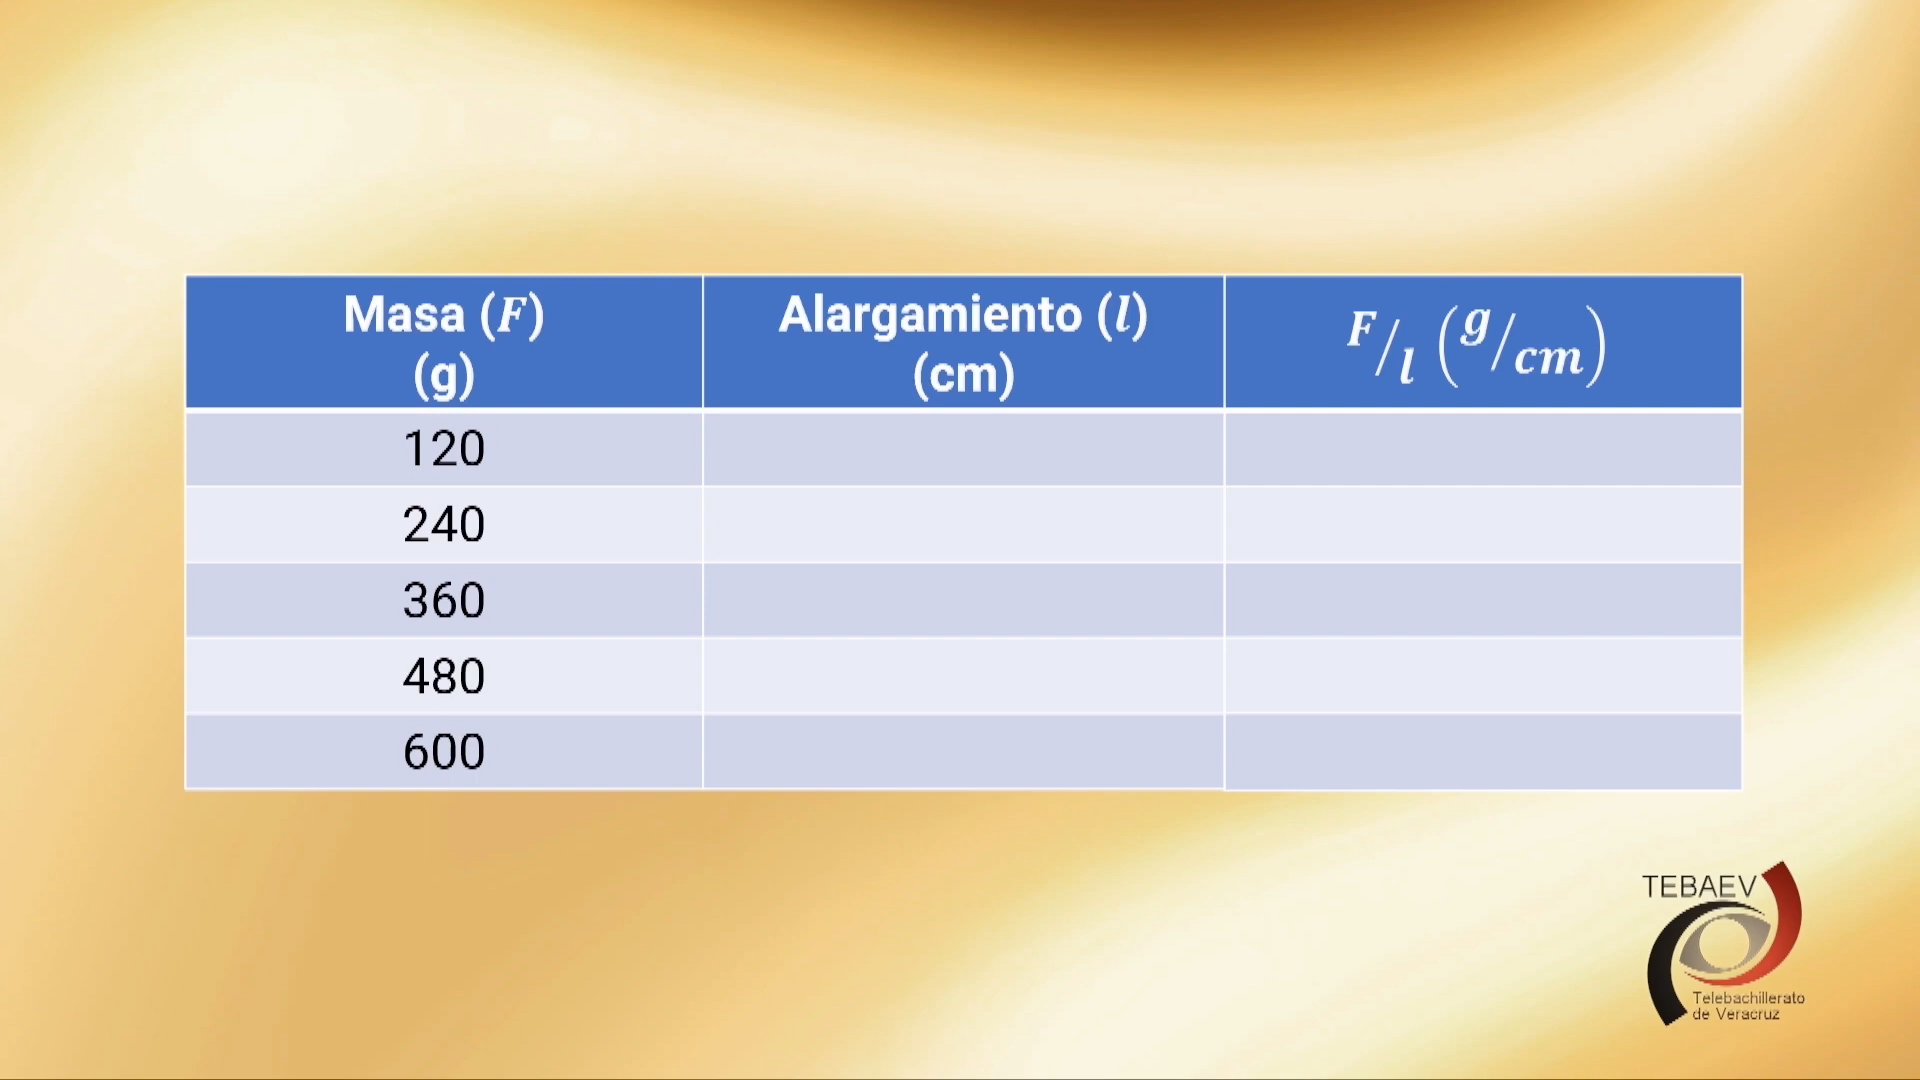 Masa (F)
(g)
Alargamiento (l)
(cm)
F/l (g/cm)
120
240
360
480
600
TEBAEV
Telebachillerato
de Veracruz